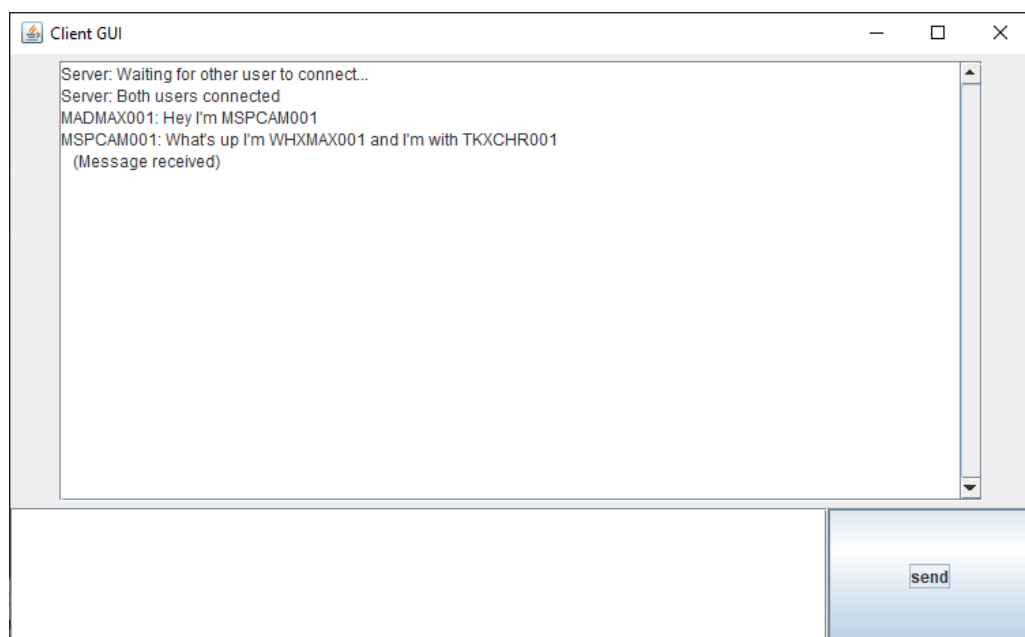 Client GUI
Server: Waiting for other user to connect...
Server: Both users connected
MADMAX001: Hey I'm MSPCAM001
MSPCAM001: What's up I'm WHXMAX001 and I'm with TKXCHR001
(Message received)
send